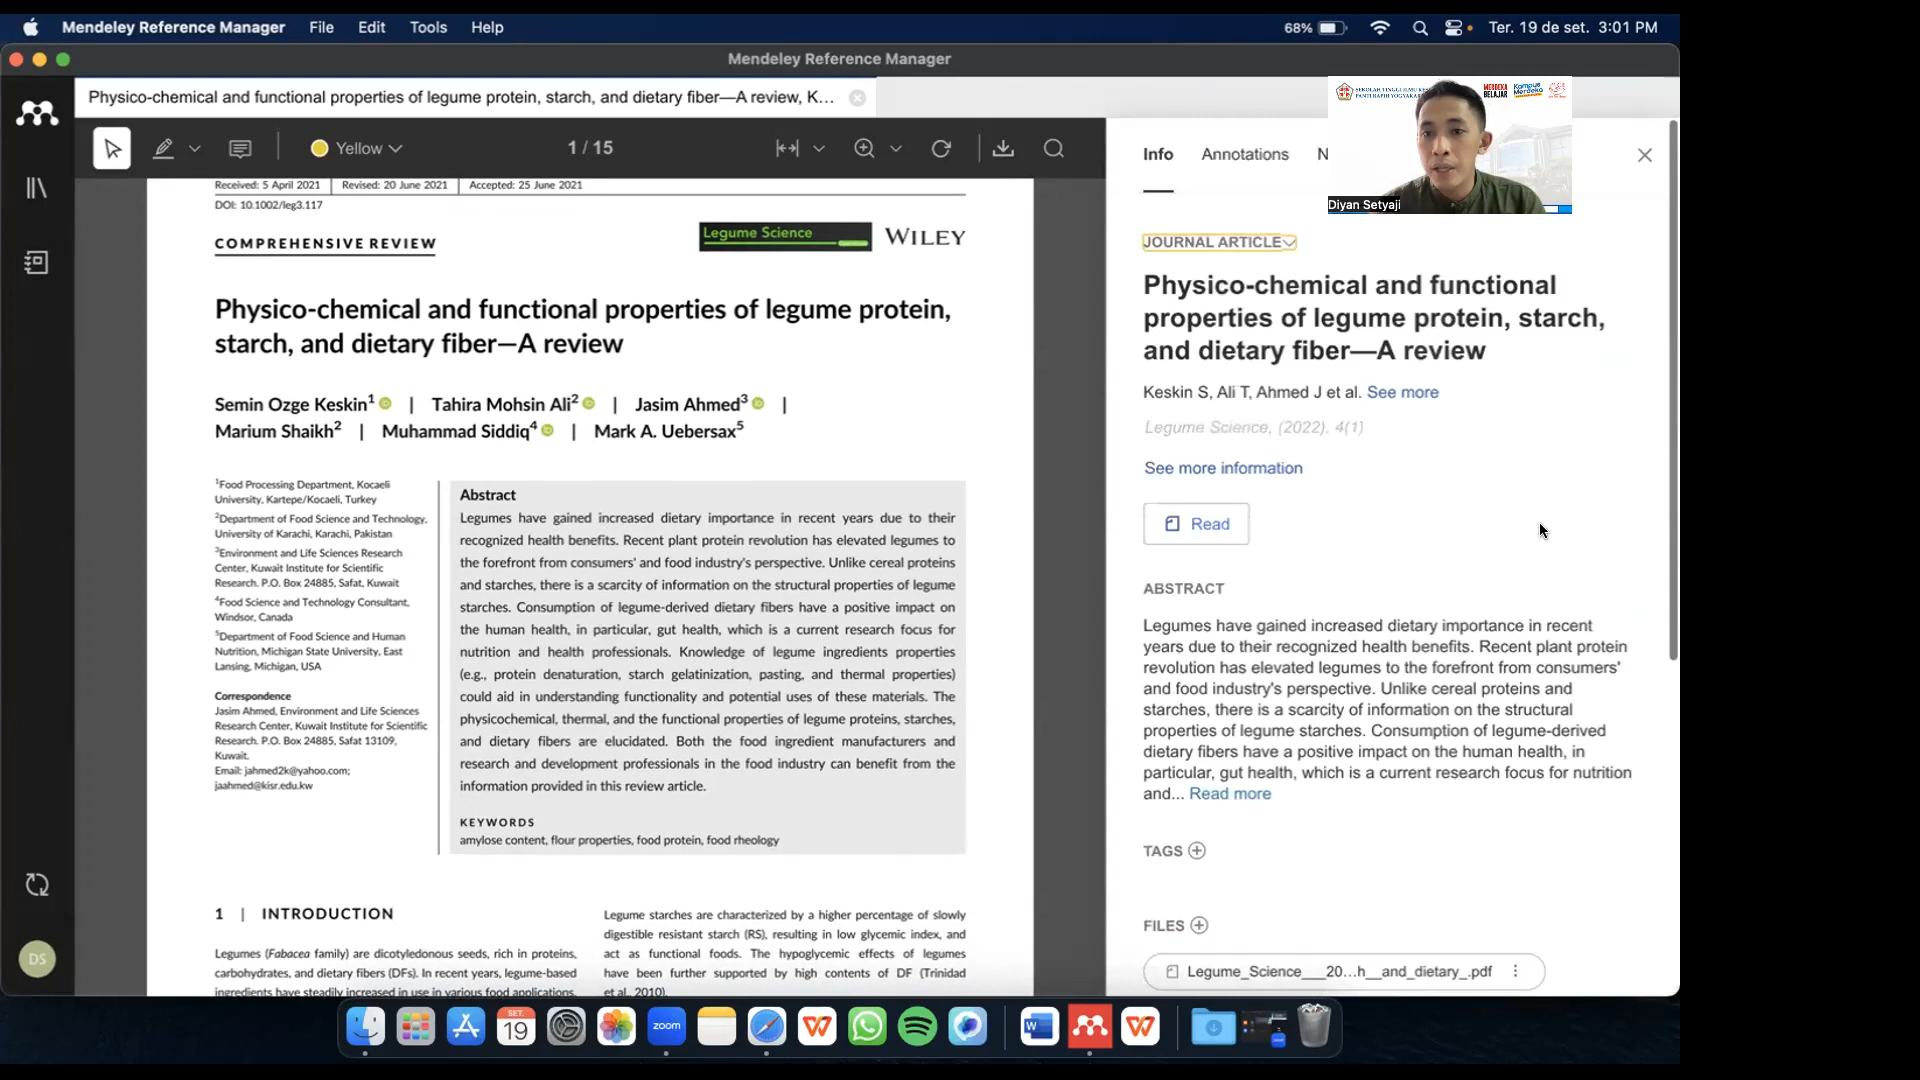 Mendeley Reference Manager File Edit Tools Help
68% Ter. 19 de set. 3:01 PM
Mendeley Reference Manager
Physico-chemical and functional properties of legume protein, starch, and dietary fiber—A review, K...
Yellow
1 / 15
Received: 5 April 2021 Revised: 20 June 2021 Accepted: 25 June 2021
DOI: 10.1002/leg3.117
COMPREHENSIVE REVIEW
Legume Science
WILEY
Physico-chemical and functional properties of legume protein,
starch, and dietary fiber—A review
Semin Ozge Keskin1 | Tahira Mohsin Ali2 | Jasim Ahmed3 |
Marium Shaikh2 | Muhammad Siddiq4 | Mark A. Uebersax5
1Food Processing Department, Kocaeli
University, Kartepe/Kocaeli, Turkey
2Department of Food Science and Technology,
University of Karachi, Karachi, Pakistan
3Environment and Life Sciences Research
Center, Kuwait Institute for Scientific
Research. P.O. Box 24885, Safat, Kuwait
4Food Science and Technology Consultant,
Windsor, Canada
5Department of Food Science and Human
Nutrition, Michigan State University, East
Lansing, Michigan, USA
Correspondence
Jasim Ahmed, Environment and Life Sciences
Research Center, Kuwait Institute for Scientific
Research. P.O. Box 24885, Safat 13109,
Kuwait.
Email: jahmed2k@yahoo.com;
jaahmed@kisr.edu.kw
Abstract
Legumes have gained increased dietary importance in recent years due to their
recognized health benefits. Recent plant protein revolution has elevated legumes to
the forefront from consumers' and food industry's perspective. Unlike cereal proteins
and starches, there is a scarcity of information on the structural properties of legume
starches. Consumption of legume-derived dietary fibers have a positive impact on
the human health, in particular, gut health, which is a current research focus for
nutrition and health professionals. Knowledge of legume ingredients properties
(e.g., protein denaturation, starch gelatinization, pasting, and thermal properties)
could aid in understanding functionality and potential uses of these materials. The
physicochemical, thermal, and the functional properties of legume proteins, starches,
and dietary fibers are elucidated. Both the food ingredient manufacturers and
research and development professionals in the food industry can benefit from the
information provided in this review article.
KEYWORDS
amylose content, flour properties, food protein, food rheology
1 | INTRODUCTION
Legumes (Fabacea family) are dicotyledonous seeds, rich in proteins,
carbohydrates, and dietary fibers (DFs). In recent years, legume-based
ingredients have steadily increased in use in various food applications.
Legume starches are characterized by a higher percentage of slowly
digestible resistant starch (RS), resulting in low glycemic index, and
act as functional foods. The hypoglycemic effects of legumes
have been further supported by high contents of DF (Trinidad
et al., 2010).
Info Annotations N
MERDEKA BELAJAR
Kampus Merdeka
Diyan Setyaji
JOURNAL ARTICLE
Physico-chemical and functional
properties of legume protein, starch,
and dietary fiber—A review
Keskin S, Ali T, Ahmed J et al. See more
Legume Science, (2022), 4(1)
See more information
Read
ABSTRACT
Legumes have gained increased dietary importance in recent
years due to their recognized health benefits. Recent plant protein
revolution has elevated legumes to the forefront from consumers'
and food industry's perspective. Unlike cereal proteins and
starches, there is a scarcity of information on the structural
properties of legume starches. Consumption of legume-derived
dietary fibers have a positive impact on the human health, in
particular, gut health, which is a current research focus for nutrition
and... Read more
TAGS
FILES
Legume_Science___20...h__and_dietary_.pdf
DS
SET.
19
zoom
W